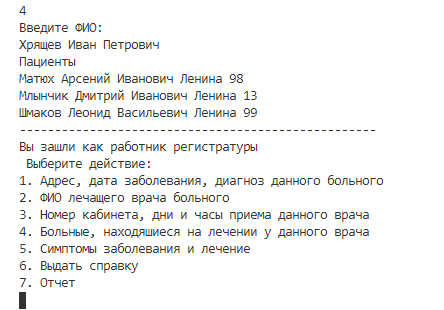 4
Введите ФИО:
Хрящев Иван Петрович
Пациенты
Матюх Арсений Иванович Ленина 98
Млынчик Дмитрий Иванович Ленина 13
Шмаков Леонид Васильевич Ленина 99
---------------------------------------------------
Вы зашли как работник регистратуры
Выберите действие:
1. Адрес, дата заболевания, диагноз данного больного
2. ФИО лечащего врача больного
3. Номер кабинета, дни и часы приема данного врача
4. Больные, находяшиеся на лечении у данного врача
5. Симптомы заболевания и лечение
6. Выдать справку
7. Отчет